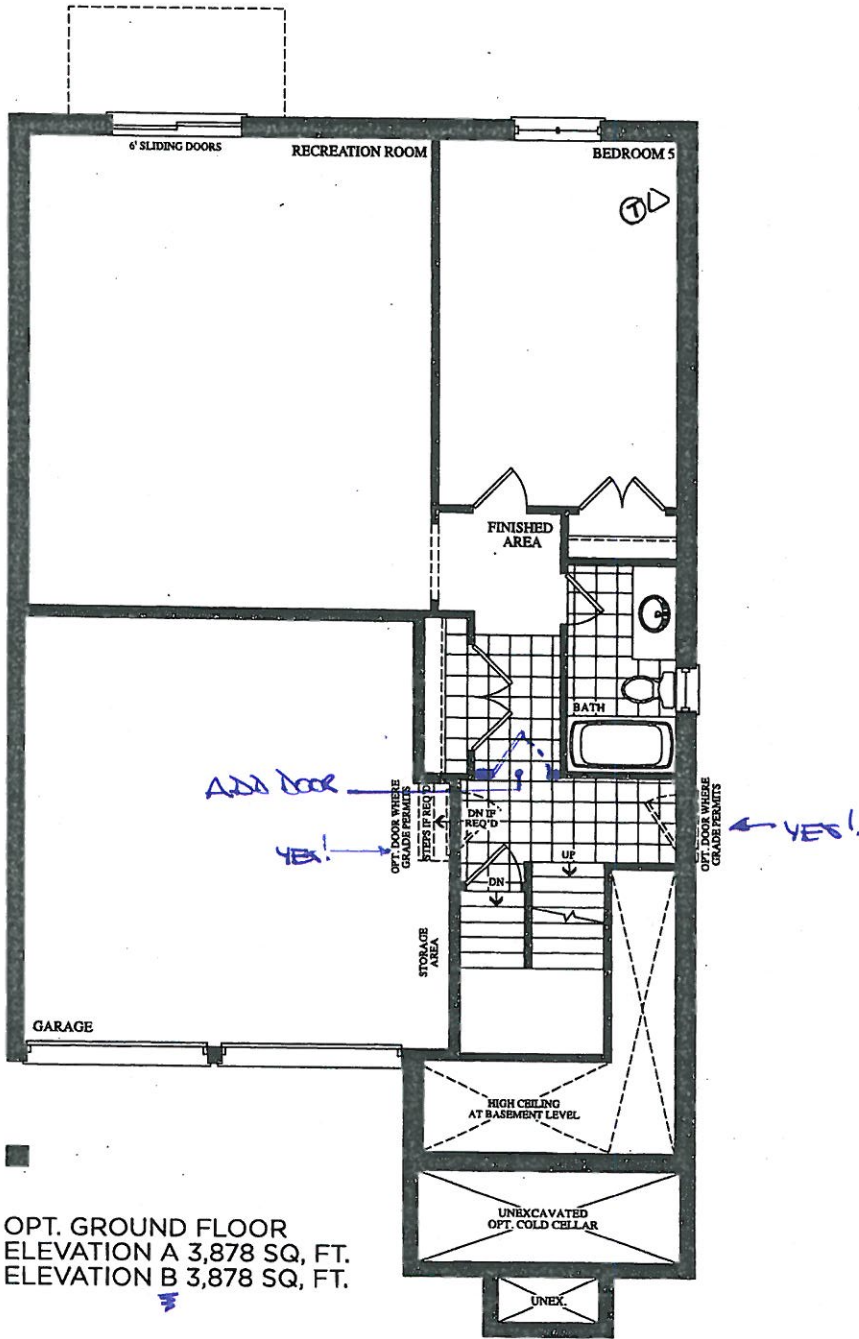 6' SLIDING DOORS
RECREATION ROOM
BEDROOM 5
T
FINISHED
AREA
BATH
ADD DOOR
OPT. DOOR WHERE
GRADE PERMITS
STEPS IF REQ'D
DN IF
REQ'D
OPT. DOOR WHERE
GRADE PERMITS
YES!
YES!
UP
DN
STORAGE
AREA
GARAGE
HIGH CEILING
AT BASEMENT LEVEL
UNEXCAVATED
OPT. COLD CELLAR
UNEX.
OPT. GROUND FLOOR
ELEVATION A 3,878 SQ, FT.
ELEVATION B 3,878 SQ, FT.